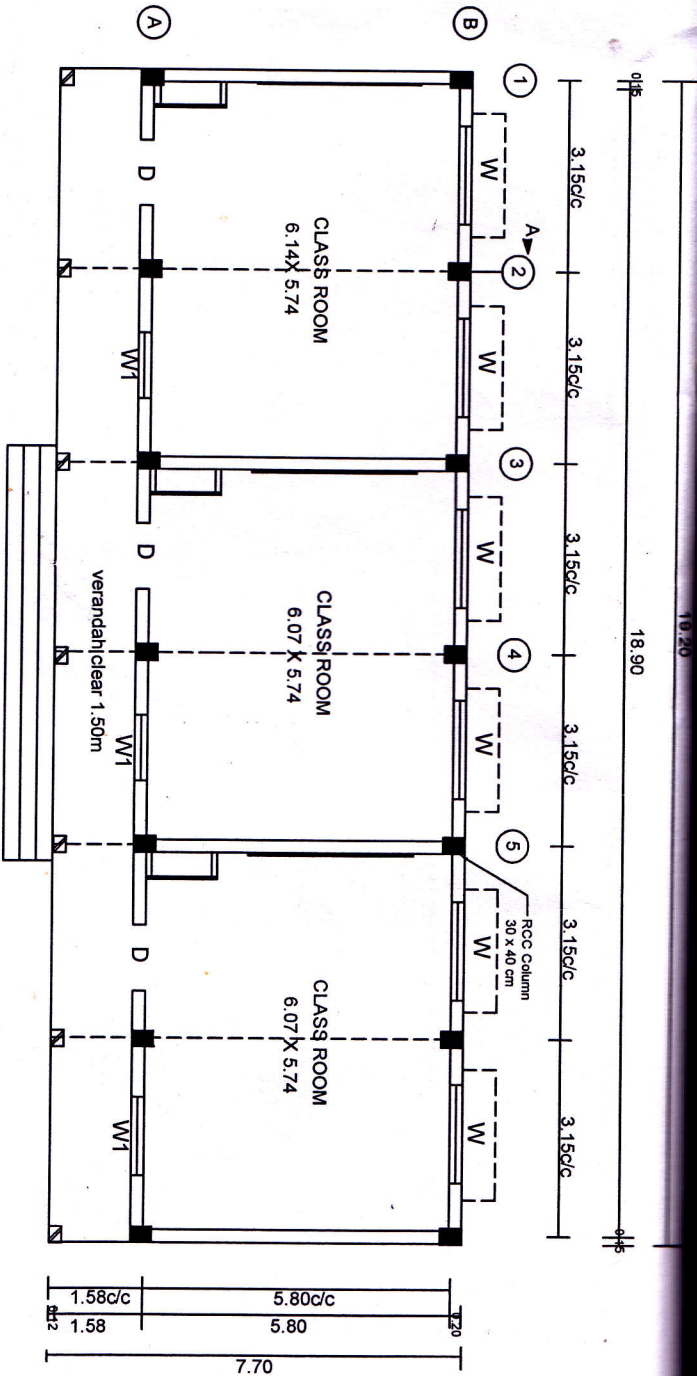 19.20
18.90
0.15
0.15
3.15c/c
3.15c/c
3.15c/c
3.15c/c
3.15c/c
3.15c/c
1
2
3
4
5
A
B
A
W
W
W
W
W
W
RCC Column
30 x 40 cm
CLASS ROOM
6.14X 5.74
CLASS ROOM
6.07 X 5.74
CLASS ROOM
6.07 X 5.74
D
W1
D
W1
D
W1
verandah clear 1.50m
1.58c/c
5.80c/c
0.12
1.58
5.80
0.20
7.70